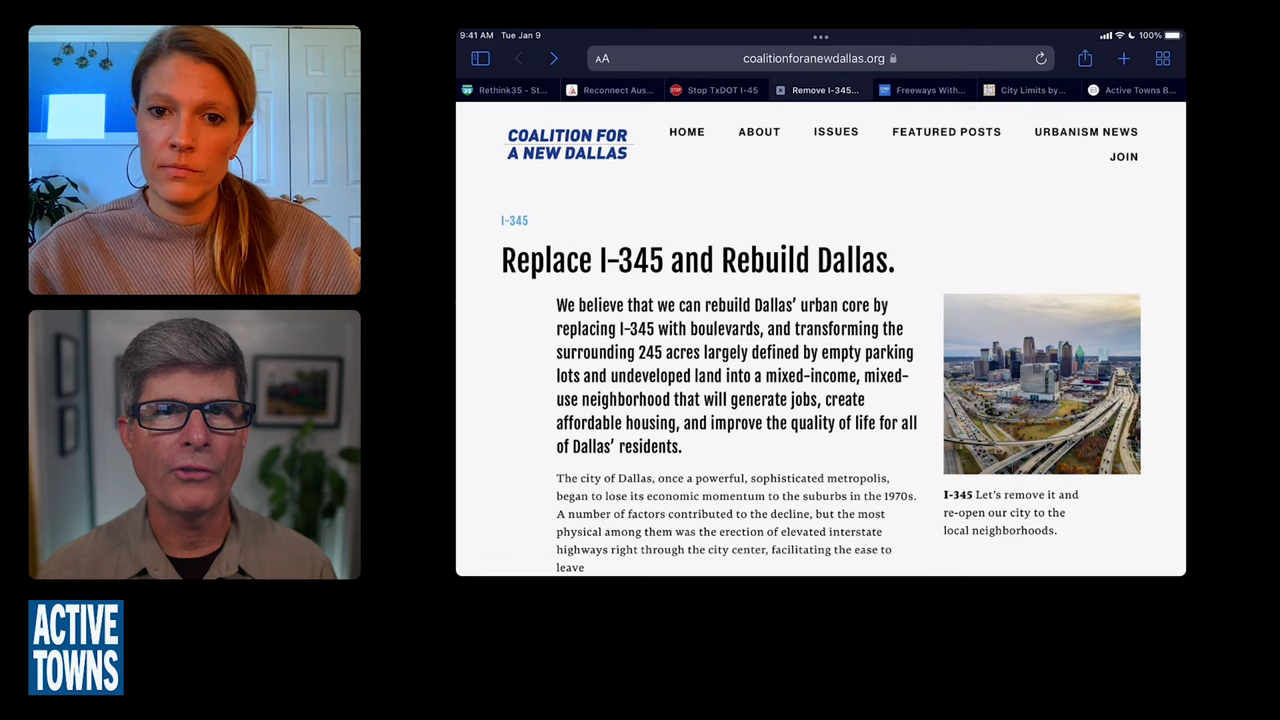 9:41 AM Tue Jan 9
100%
AA
coalitionforanewdallas.org
Rethink35 - St...
Reconnect Aus...
Stop TxDOT I-45
Remove I-345...
Freeways With...
City Limits by...
Active Towns B...
COALITION FOR
A NEW DALLAS
HOME
ABOUT
ISSUES
FEATURED POSTS
URBANISM NEWS
JOIN
I-345
Replace I-345 and Rebuild Dallas.
We believe that we can rebuild Dallas’ urban core by
replacing I-345 with boulevards, and transforming the
surrounding 245 acres largely defined by empty parking
lots and undeveloped land into a mixed-income, mixed-
use neighborhood that will generate jobs, create
affordable housing, and improve the quality of life for all
of Dallas’ residents.
The city of Dallas, once a powerful, sophisticated metropolis,
began to lose its economic momentum to the suburbs in the 1970s.
A number of factors contributed to the decline, but the most
physical among them was the erection of elevated interstate
highways right through the city center, facilitating the ease to
leave
I-345 Let’s remove it and
re-open our city to the
local neighborhoods.
ACTIVE
TOWNS